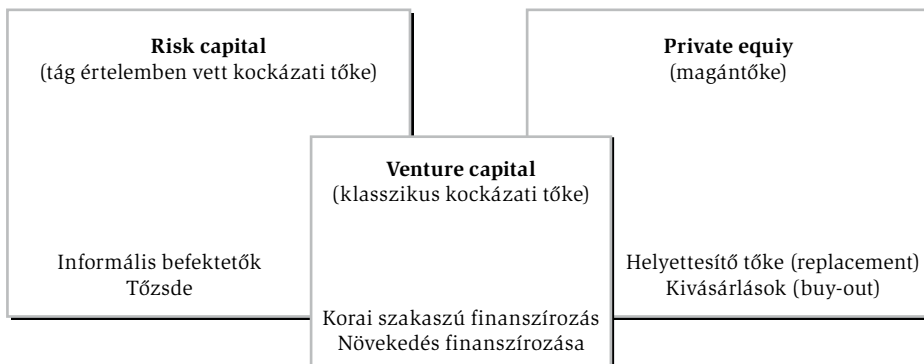 Risk capital
(tág értelemben vett kockázati tőke)
Private equiy
(magántőke)
Venture capital
(klasszikus kockázati tőke)
Informális befektetők
Tőzsde
Helyettesítő tőke (replacement)
Kivásárlások (buy-out)
Korai szakaszú finanszírozás
Növekedés finanszírozása